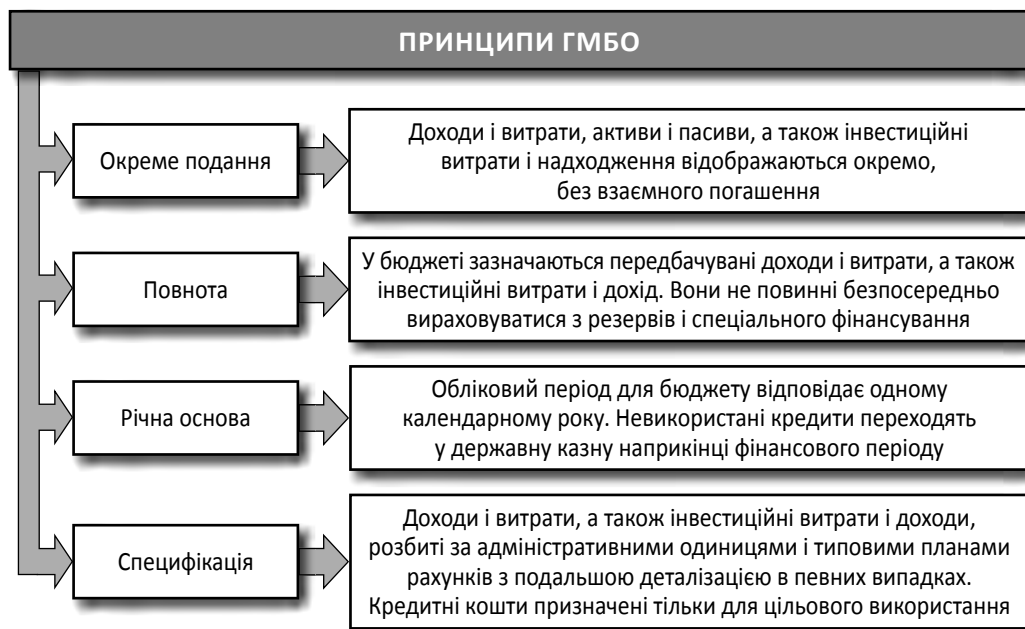 ПРИНЦИПИ ГМБО
Окреме подання
Доходи і витрати, активи і пасиви, а також інвестиційні
витрати і надходження відображаються окремо,
без взаємного погашення
Повнота
У бюджеті зазначаються передбачувані доходи і витрати, а також
інвестиційні витрати і дохід. Вони не повинні безпосередньо
вираховуватися з резервів і спеціального фінансування
Річна основа
Обліковий період для бюджету відповідає одному
календарному року. Невикористані кредити переходять
у державну казну наприкінці фінансового періоду
Специфікація
Доходи і витрати, а також інвестиційні витрати і доходи,
розбиті за адміністративними одиницями і типовими планами
рахунків з подальшою деталізацією в певних випадках.
Кредитні кошти призначені тільки для цільового використання